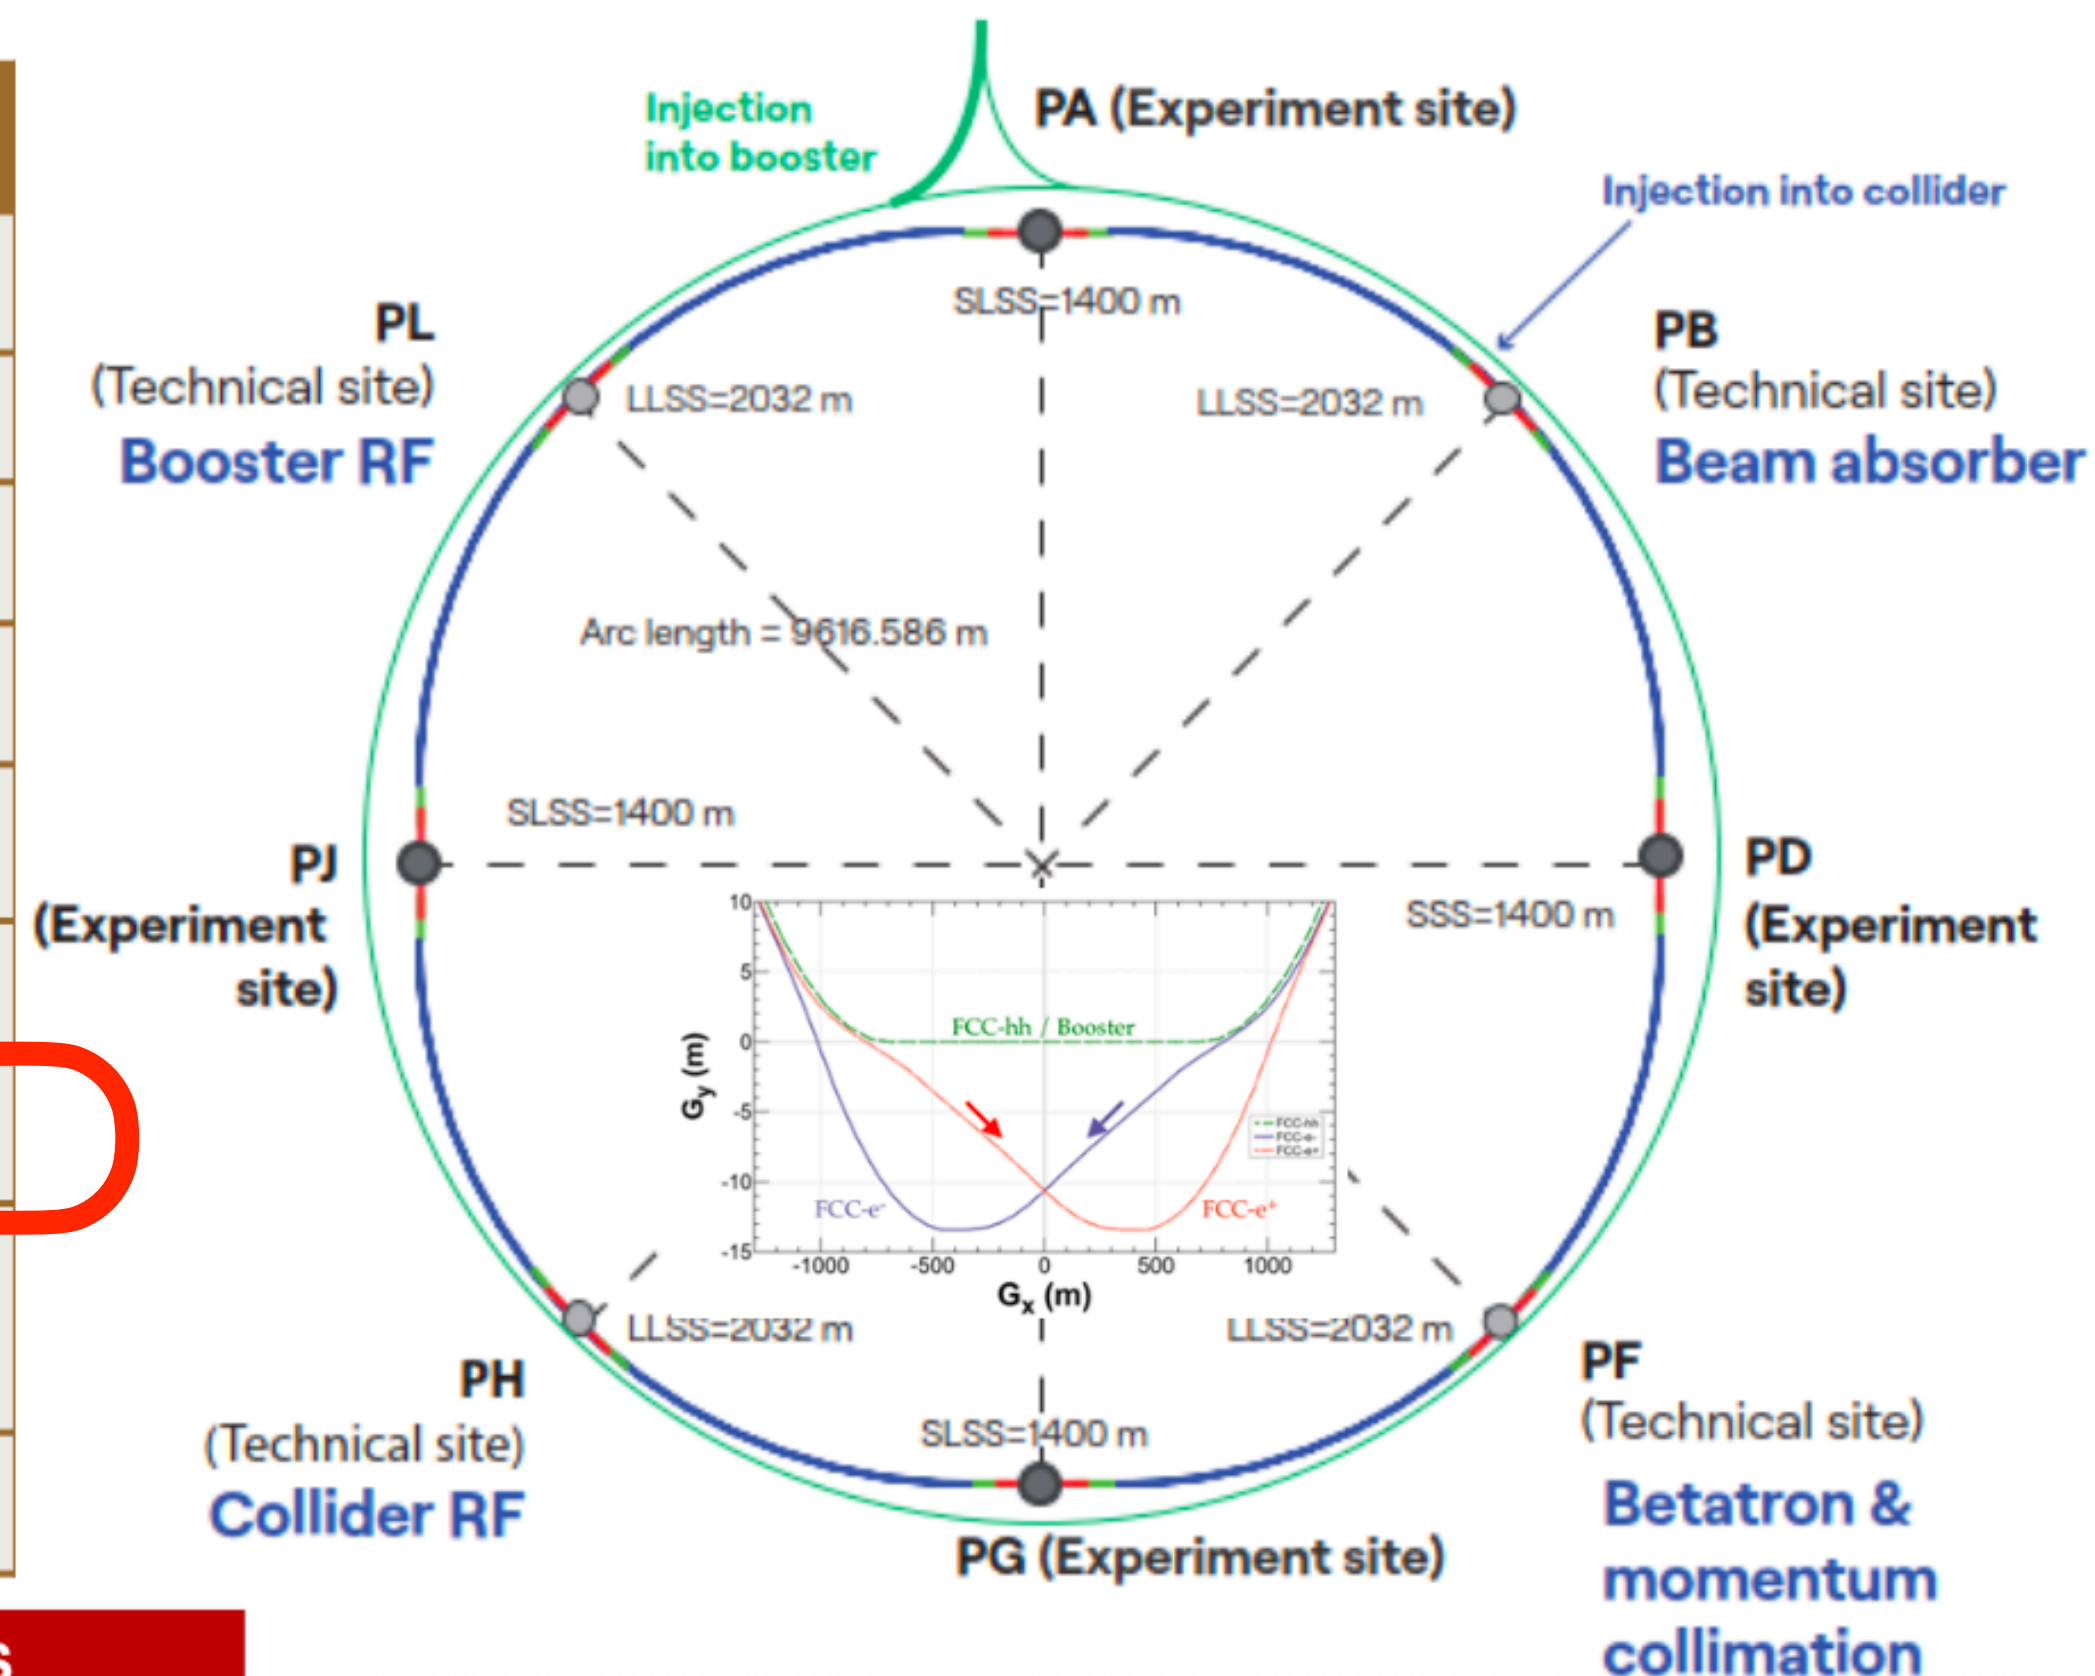 Injection
into booster
PA (Experiment site)
Injection into collider
SLSS=1400 m
PL
(Technical site)
Booster RF
LLSS=2032 m
LLSS=2032 m
PB
(Technical site)
Beam absorber
Arc length = 9616.586 m
SLSS=1400 m
PJ
(Experiment
site)
PD
(Experiment
site)
SSS=1400 m
10
5
0
-5
-10
-15
Gy (m)
FCC-hh / Booster
FCC-hh
FCC-e-
FCC-e+
FCC-e-
FCC-e+
-1000
-500
0
500
1000
Gx (m)
LLSS=2032 m
LLSS=2032 m
PH
(Technical site)
Collider RF
PF
(Technical site)
Betatron &
momentum
collimation
SLSS=1400 m
PG (Experiment site)
s